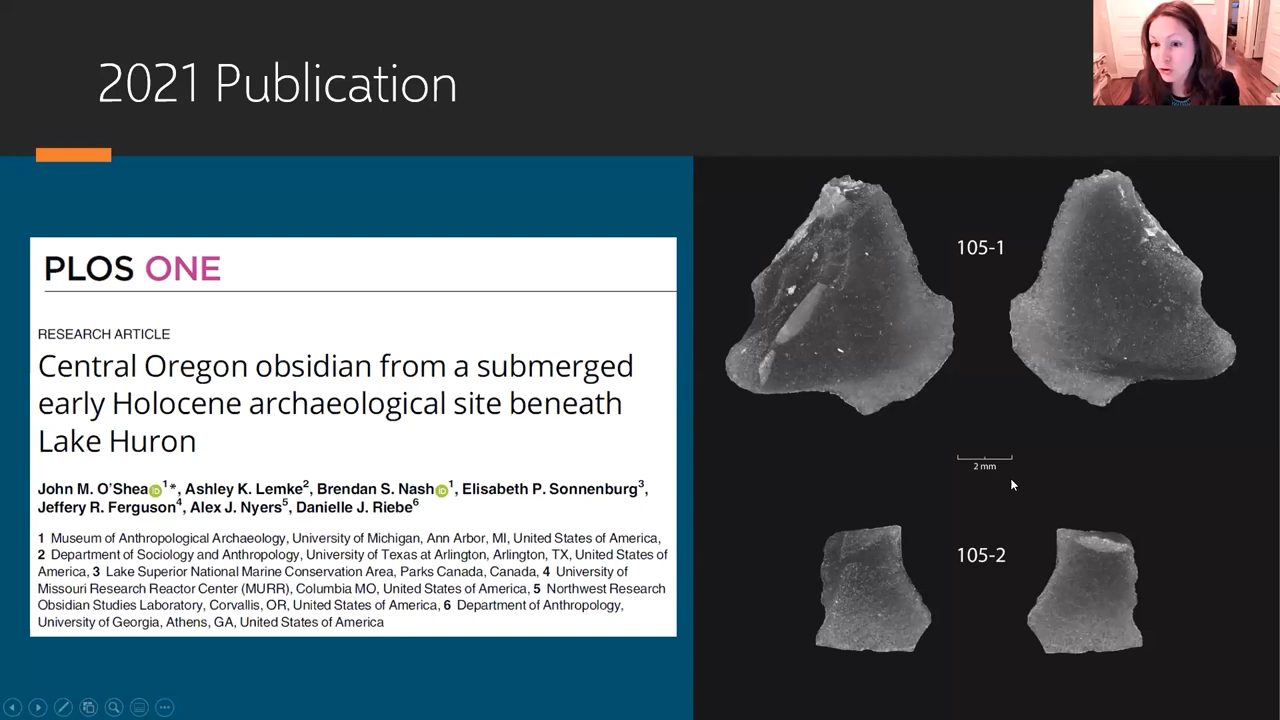 2021 Publication
PLOS ONE
RESEARCH ARTICLE
Central Oregon obsidian from a submerged
early Holocene archaeological site beneath
Lake Huron
John M. O'Shea iD 1*, Ashley K. Lemke2, Brendan S. Nash iD 1, Elisabeth P. Sonnenburg3,
Jeffery R. Ferguson4, Alex J. Nyers5, Danielle J. Riebe6
1 Museum of Anthropological Archaeology, University of Michigan, Ann Arbor, MI, United States of America,
2 Department of Sociology and Anthropology, University of Texas at Arlington, Arlington, TX, United States of
America, 3 Lake Superior National Marine Conservation Area, Parks Canada, Canada, 4 University of
Missouri Research Reactor Center (MURR), Columbia MO, United States of America, 5 Northwest Research
Obsidian Studies Laboratory, Corvallis, OR, United States of America, 6 Department of Anthropology,
University of Georgia, Athens, GA, United States of America
105-1
2 mm
105-2